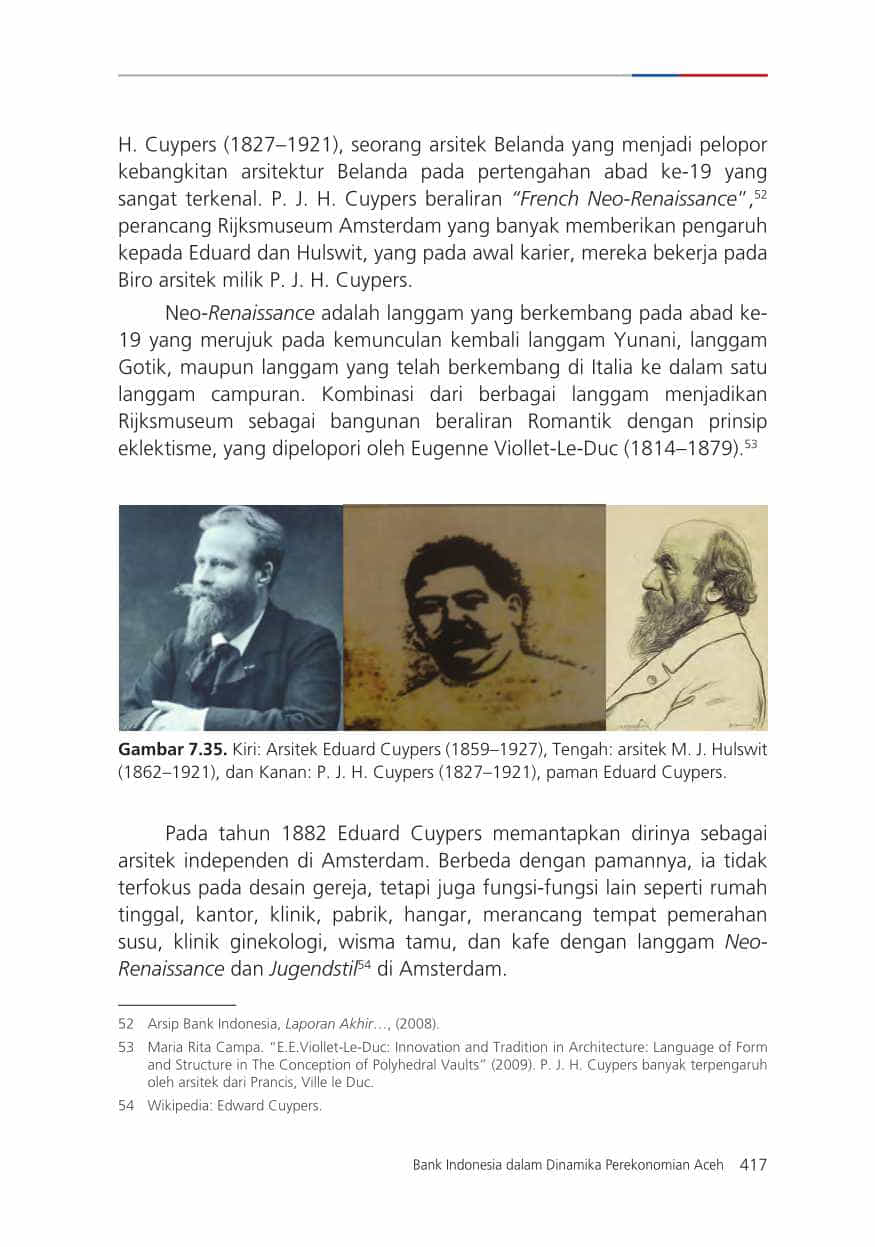 H. Cuypers (1827–1921), seorang arsitek Belanda yang menjadi pelopor
kebangkitan arsitektur Belanda pada pertengahan abad ke-19 yang
sangat terkenal. P. J. H. Cuypers beraliran “French Neo-Renaissance”,52
perancang Rijksmuseum Amsterdam yang banyak memberikan pengaruh
kepada Eduard dan Hulswit, yang pada awal karier, mereka bekerja pada
Biro arsitek milik P. J. H. Cuypers.
Neo-Renaissance adalah langgam yang berkembang pada abad ke-
19 yang merujuk pada kemunculan kembali langgam Yunani, langgam
Gotik, maupun langgam yang telah berkembang di Italia ke dalam satu
langgam campuran. Kombinasi dari berbagai langgam menjadikan
Rijksmuseum sebagai bangunan beraliran Romantik dengan prinsip
eklektisme, yang dipelopori oleh Eugenne Viollet-Le-Duc (1814–1879).53
Gambar 7.35. Kiri: Arsitek Eduard Cuypers (1859–1927), Tengah: arsitek M. J. Hulswit
(1862–1921), dan Kanan: P. J. H. Cuypers (1827–1921), paman Eduard Cuypers.
Pada tahun 1882 Eduard Cuypers memantapkan dirinya sebagai
arsitek independen di Amsterdam. Berbeda dengan pamannya, ia tidak
terfokus pada desain gereja, tetapi juga fungsi-fungsi lain seperti rumah
tinggal, kantor, klinik, pabrik, hangar, merancang tempat pemerahan
susu, klinik ginekologi, wisma tamu, dan kafe dengan langgam Neo-
Renaissance dan Jugendstil54 di Amsterdam.
52 Arsip Bank Indonesia, Laporan Akhir…, (2008).
53 Maria Rita Campa. “E.E.Viollet-Le-Duc: Innovation and Tradition in Architecture: Language of Form
and Structure in The Conception of Polyhedral Vaults” (2009). P. J. H. Cuypers banyak terpengaruh
oleh arsitek dari Prancis, Ville le Duc.
54 Wikipedia: Edward Cuypers.
Bank Indonesia dalam Dinamika Perekonomian Aceh 417